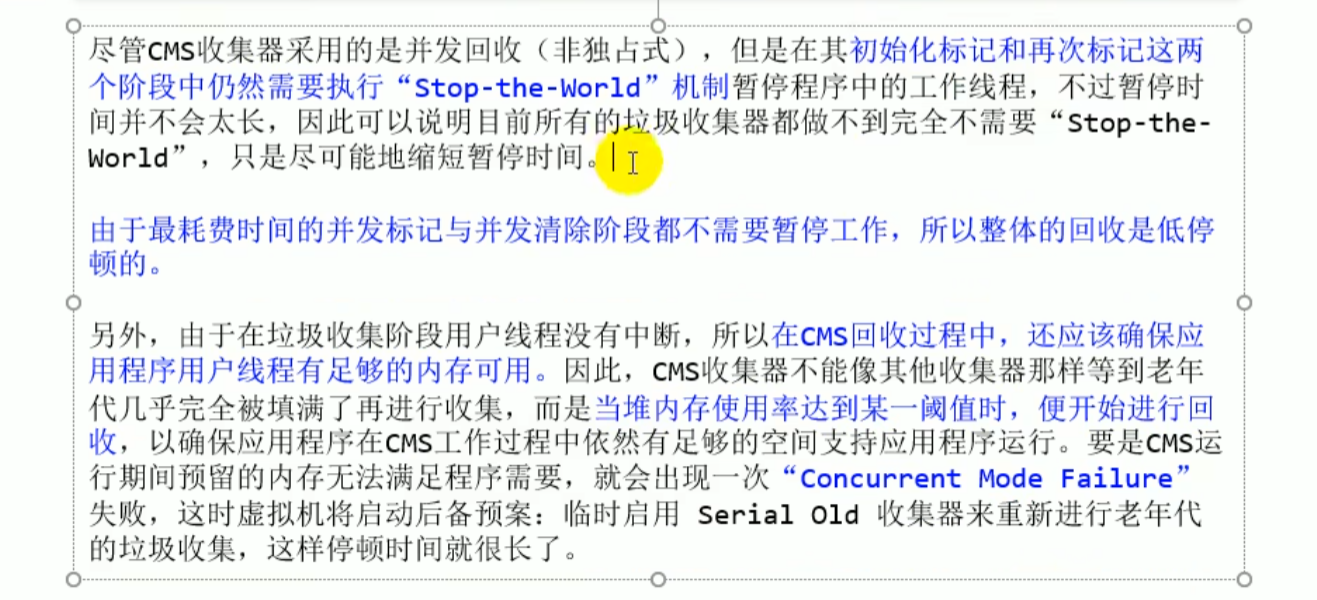 尽管CMS收集器采用的是并发回收（非独占式），但是在其初始化标记和再次标记这两
个阶段中仍然需要执行“Stop-the-World”机制暂停程序中的工作线程，不过暂停时
间并不会太长，因此可以说明目前所有的垃圾收集器都做不到完全不需要“Stop-the-
World”，只是尽可能地缩短暂停时间。
由于最耗费时间的并发标记与并发清除阶段都不需要暂停工作，所以整体的回收是低停
顿的。
另外，由于在垃圾收集阶段用户线程没有中断，所以在CMS回收过程中，还应该确保应
用程序用户线程有足够的内存可用。因此，CMS收集器不能像其他收集器那样等到老年
代几乎完全被填满了再进行收集，而是当堆内存使用率达到某一阈值时，便开始进行回
收，以确保应用程序在CMS工作过程中依然有足够的空间支持应用程序运行。要是CMS运
行期间预留的内存无法满足程序需要，就会出现一次“Concurrent Mode Failure”
失败，这时虚拟机将启动后备预案：临时启用 Serial Old 收集器来重新进行老年代
的垃圾收集，这样停顿时间就很长了。